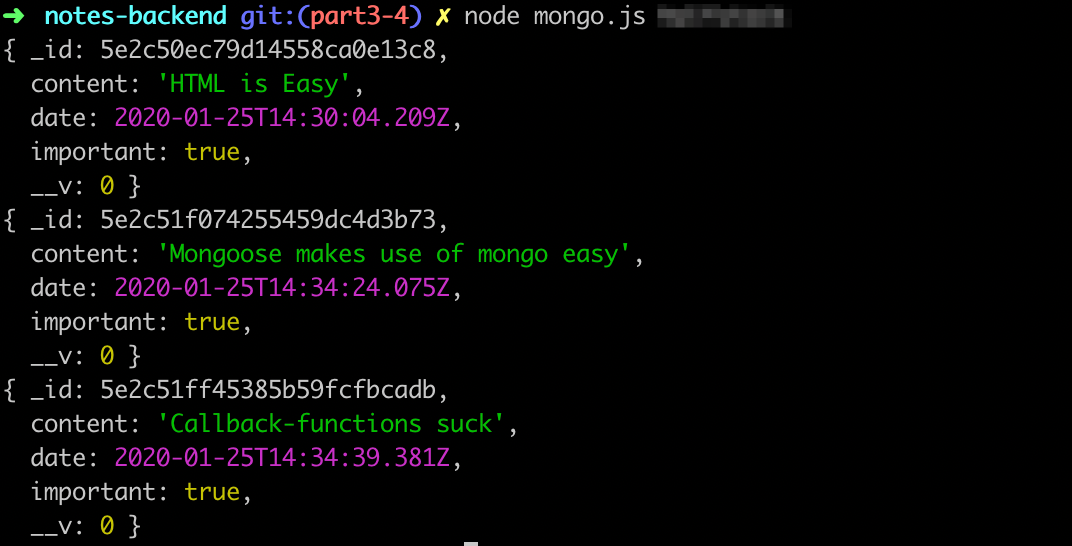 ➜ notes-backend git:(part3-4) ✗ node mongo.js
{ _id: 5e2c50ec79d14558ca0e13c8,
  content: 'HTML is Easy',
  date: 2020-01-25T14:30:04.209Z,
  important: true,
  __v: 0 }
{ _id: 5e2c51f074255459dc4d3b73,
  content: 'Mongoose makes use of mongo easy',
  date: 2020-01-25T14:34:24.075Z,
  important: true,
  __v: 0 }
{ _id: 5e2c51ff45385b59fcfbcadb,
  content: 'Callback-functions suck',
  date: 2020-01-25T14:34:39.381Z,
  important: true,
  __v: 0 }